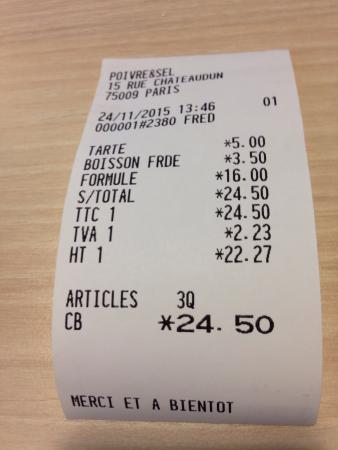 POIVRE&SEL
15 RUE CHATEAUDUN
75009 PARIS
24/11/2015 13:46 01
000001#2380 FRED
TARTE *5.00
BOISSON FRDE *3.50
FORMULE *16.00
S/TOTAL *24.50
TTC 1 *24.50
TVA 1 *2.23
HT 1 *22.27
ARTICLES 3Q
CB *24.50
MERCI ET A BIENTOT